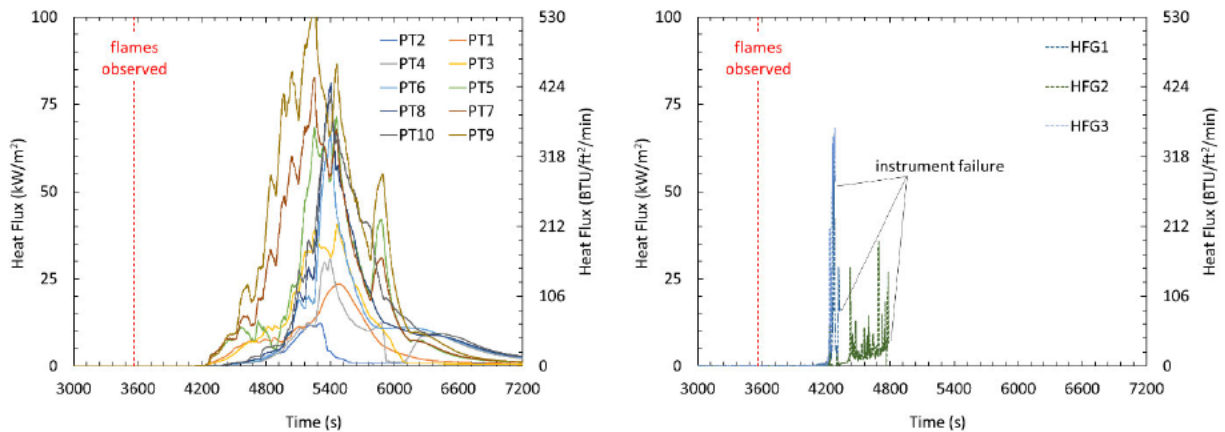 100
75
50
25
0
Heat Flux (kW/m²)
flames
observed
PT2 PT1
PT4 PT3
PT6 PT5
PT8 PT7
PT10 PT9
530
424
318
212
106
0
Heat Flux (BTU/ft²/min)
3000 3600 4200 4800 5400 6000 6600 7200
Time (s)
100
75
50
25
0
Heat Flux (kW/m²)
flames
observed
HFG1
HFG2
HFG3
instrument failure
530
424
318
212
106
0
Heat Flux (BTU/ft²/min)
3000 3600 4200 4800 5400 6000 6600 7200
Time (s)